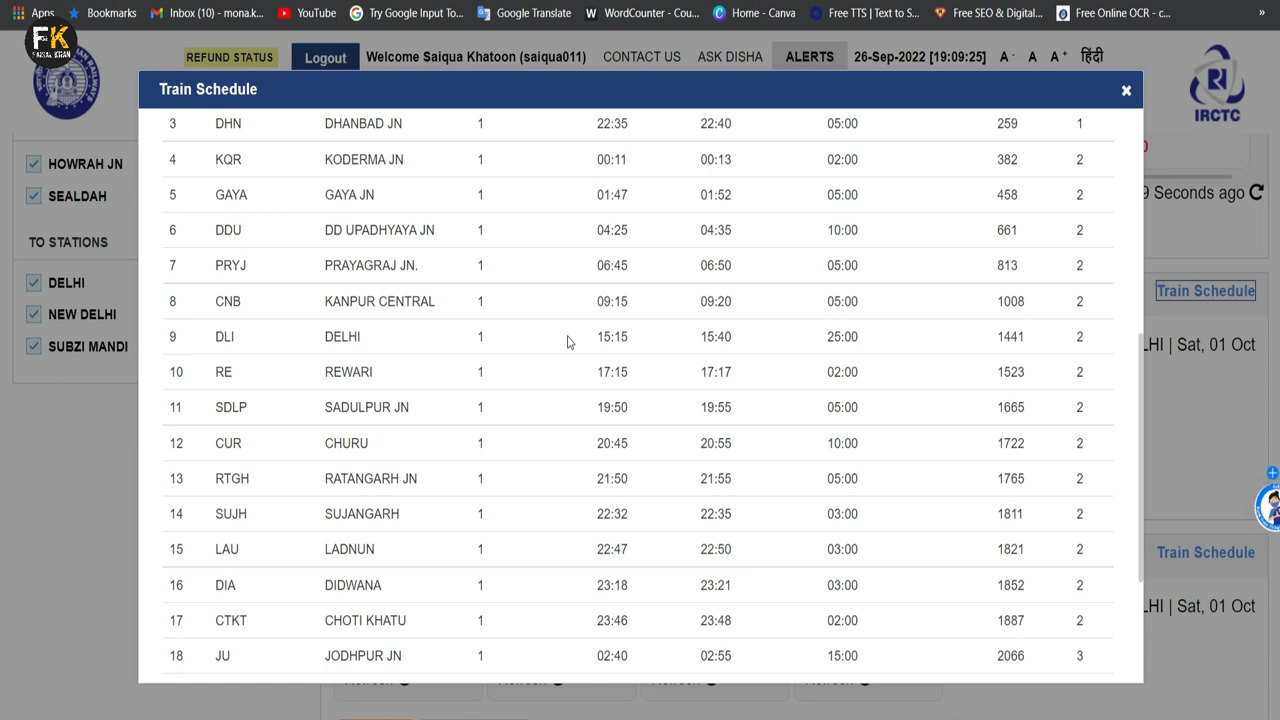 Apps Bookmarks Inbox (10) - mona.k... YouTube Try Google Input To... Google Translate WordCounter - Cou... Home - Canva Free TTS | Text to S... Free SEO & Digital... Free Online OCR - c... »
FK
FAISAL KHAN
REFUND STATUS Logout Welcome Saiqua Khatoon (saiqua011) CONTACT US ASK DISHA ALERTS 26-Sep-2022 [19:09:25] A- A A+ हिंदी
IRCTC
Train Schedule ×
3 DHN DHANBAD JN 1 22:35 22:40 05:00 259 1
4 KQR KODERMA JN 1 00:11 00:13 02:00 382 2
5 GAYA GAYA JN 1 01:47 01:52 05:00 458 2
6 DDU DD UPADHYAYA JN 1 04:25 04:35 10:00 661 2
7 PRYJ PRAYAGRAJ JN. 1 06:45 06:50 05:00 813 2
8 CNB KANPUR CENTRAL 1 09:15 09:20 05:00 1008 2
9 DLI DELHI 1 15:15 15:40 25:00 1441 2
10 RE REWARI 1 17:15 17:17 02:00 1523 2
11 SDLP SADULPUR JN 1 19:50 19:55 05:00 1665 2
12 CUR CHURU 1 20:45 20:55 10:00 1722 2
13 RTGH RATANGARH JN 1 21:50 21:55 05:00 1765 2
14 SUJH SUJANGARH 1 22:32 22:35 03:00 1811 2
15 LAU LADNUN 1 22:47 22:50 03:00 1821 2
16 DIA DIDWANA 1 23:18 23:21 03:00 1852 2
17 CTKT CHOTI KHATU 1 23:46 23:48 02:00 1887 2
18 JU JODHPUR JN 1 02:40 02:55 15:00 2066 3
HOWRAH JN
SEALDAH
TO STATIONS
DELHI
NEW DELHI
SUBZI MANDI
9 Seconds ago
Train Schedule
LHI | Sat, 01 Oct
Train Schedule
LHI | Sat, 01 Oct